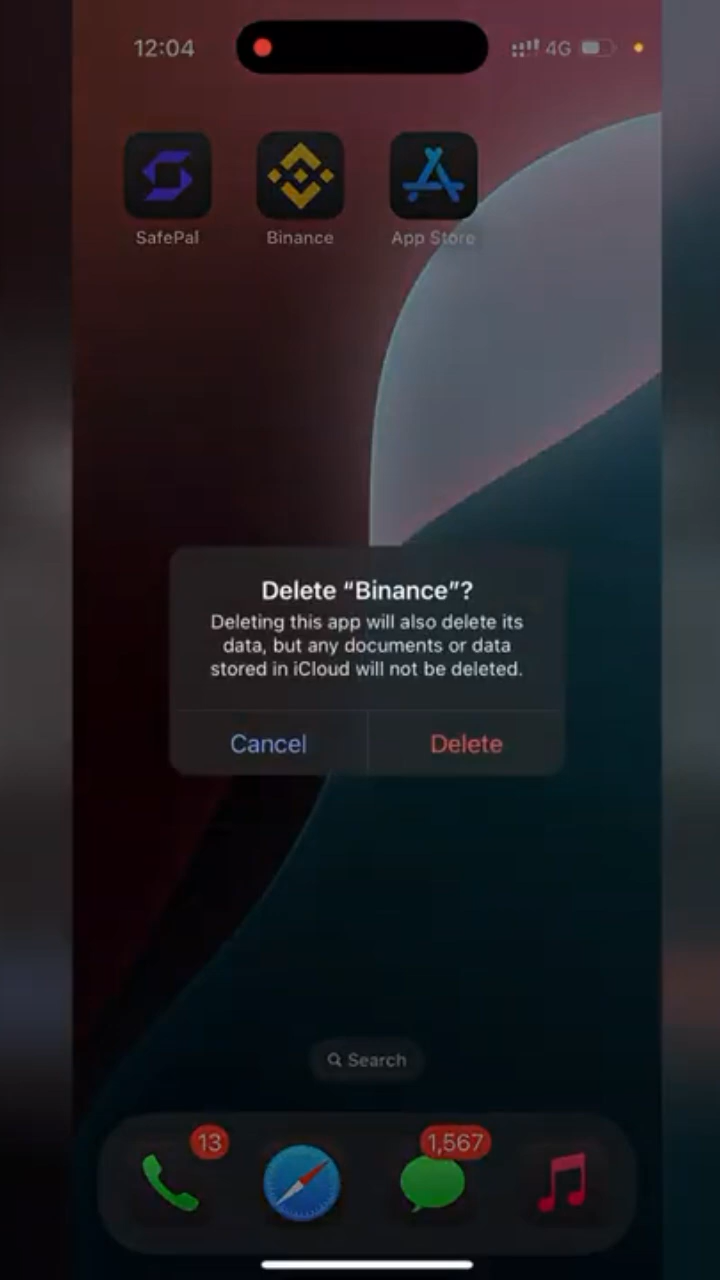 12:04
4G
SafePal
Binance
App Store
Delete “Binance”?
Deleting this app will also delete its
data, but any documents or data
stored in iCloud will not be deleted.
Cancel
Delete
Search
13
1,567